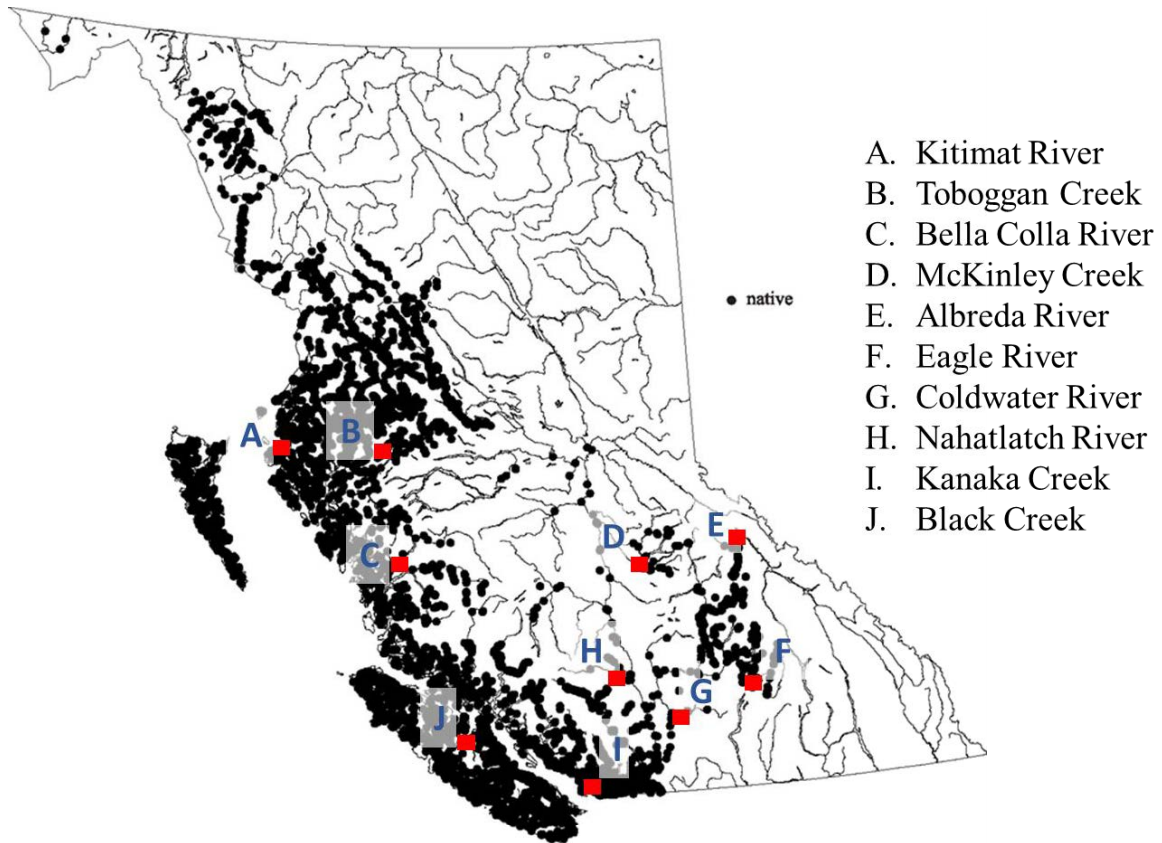 A. Kitimat River
B. Toboggan Creek
C. Bella Colla River
D. McKinley Creek
E. Albreda River
F. Eagle River
G. Coldwater River
H. Nahatlatch River
I. Kanaka Creek
J. Black Creek
native
A
B
C
D
E
F
G
H
I
J